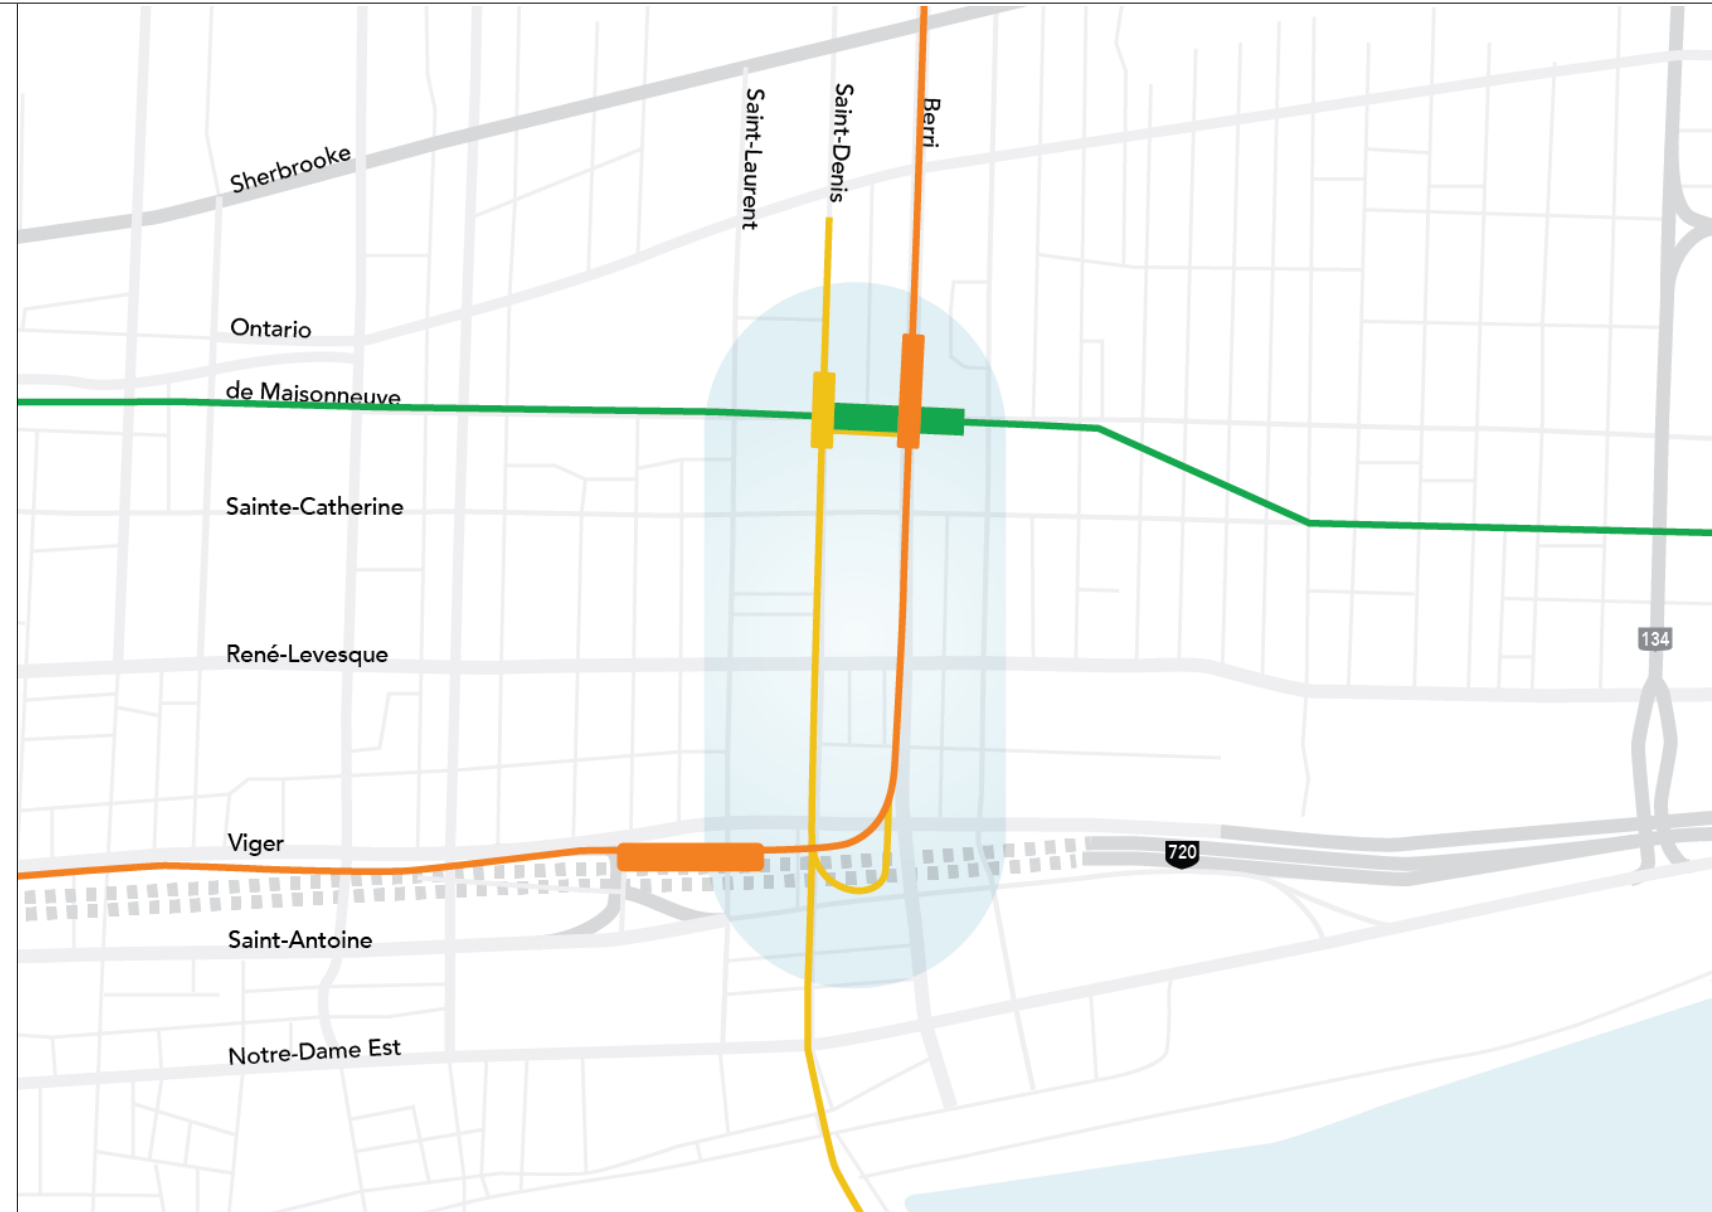 Saint-Laurent
Saint-Denis
Berri
Sherbrooke
Ontario
de Maisonneuve
Sainte-Catherine
René-Levesque
134
Viger
720
Saint-Antoine
Notre-Dame Est